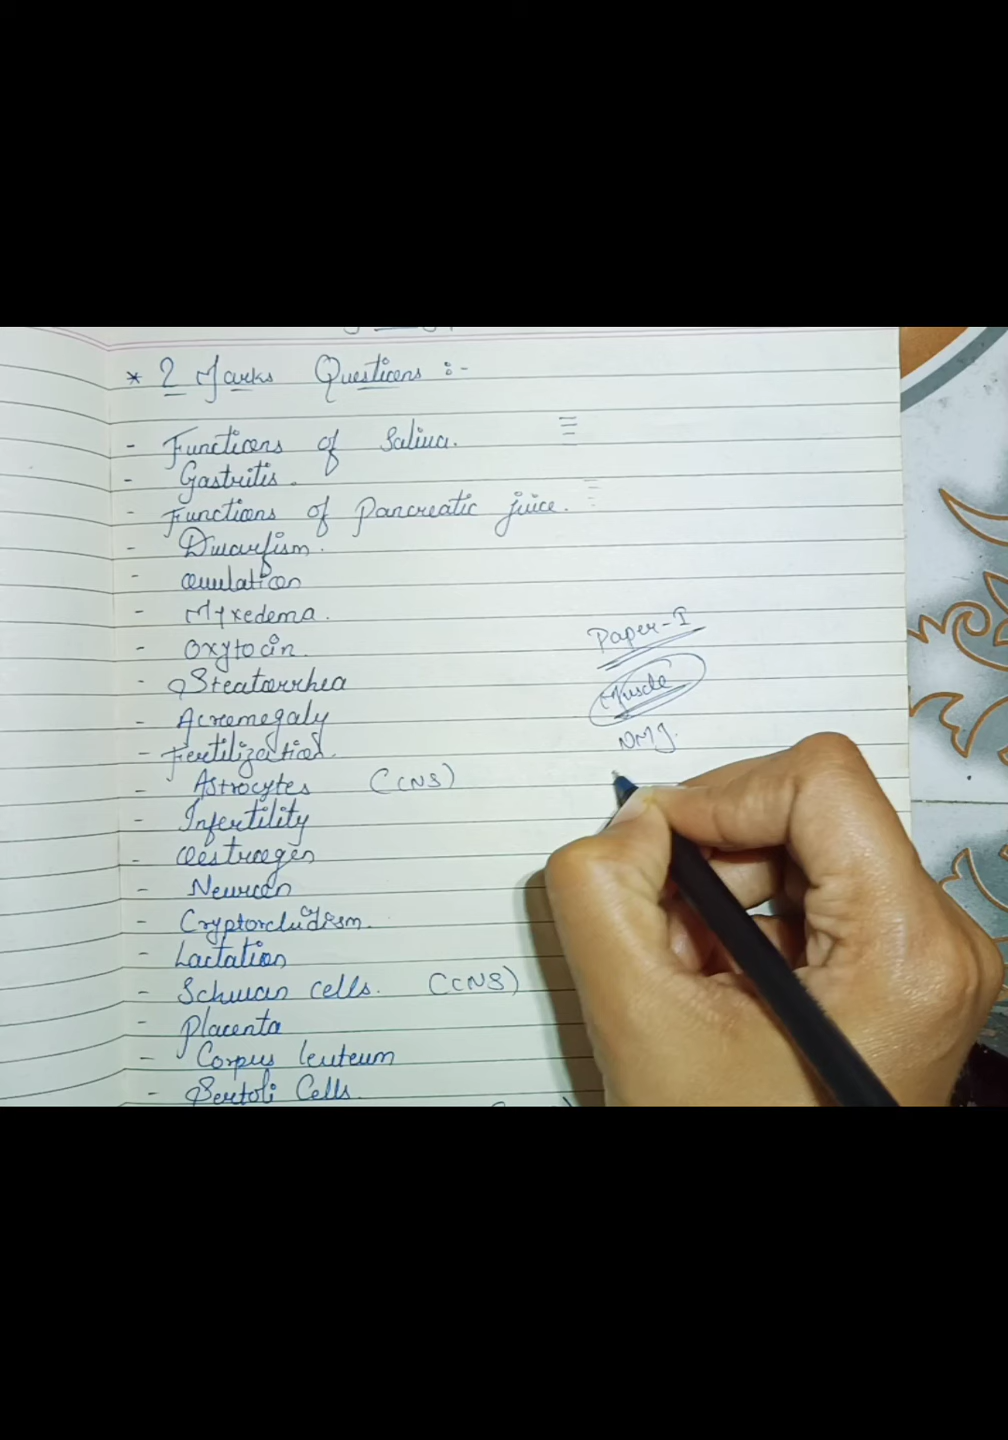 * 2 Marks Questions :-
- Functions of Saliva.
- Gastritis.
- Functions of Pancreatic juice.
- Dwarfism.
- Ovulation
- Myxedema.
- Oxytocin.
- Steatorrhea
- Acromegaly
- Fertilization.
- Astrocytes (CNS)
- Infertility
- Oestrogen
- Neuron
- Cryptorchidism.
- Lactation
- Schwan cells. (CNS)
- Placenta
- Corpus leuteum
- Sertoli Cells.
Paper-I
Muscle
NMJ.